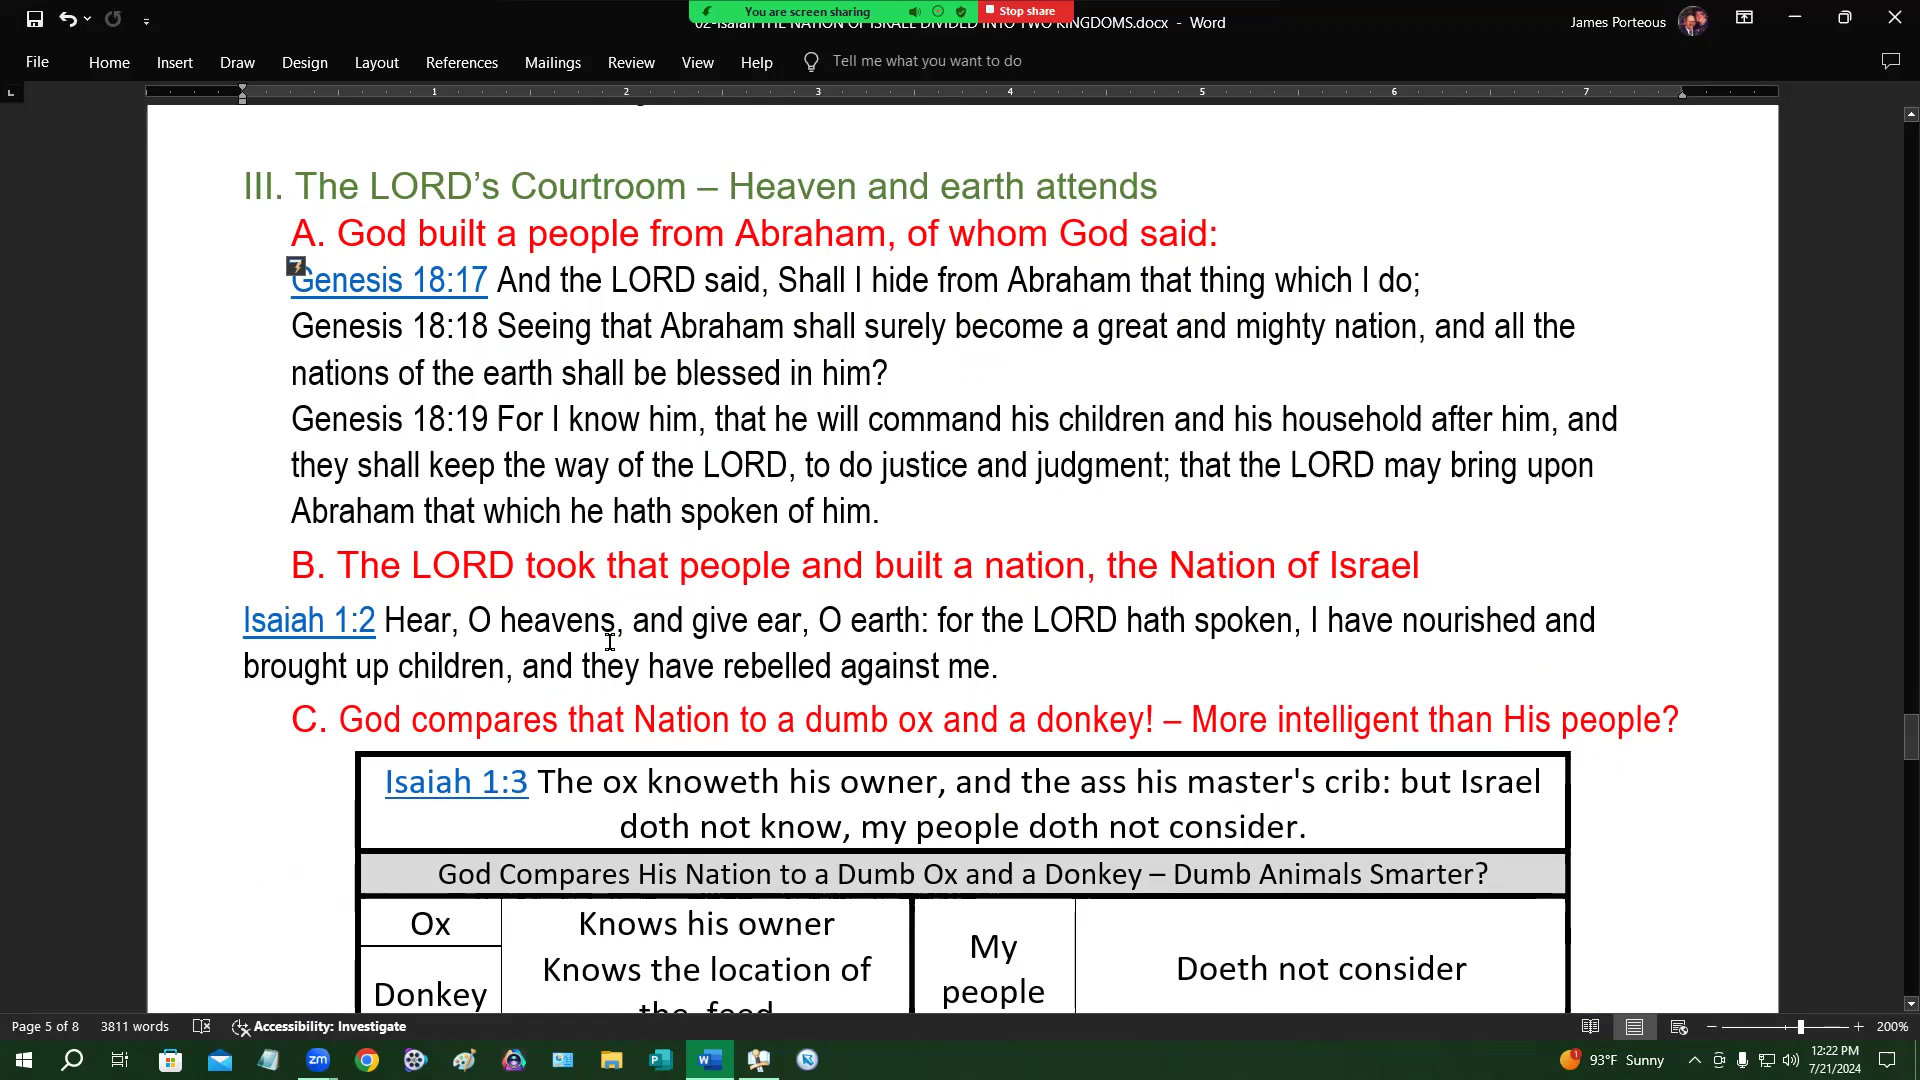 You are screen sharing
Stop share
02-Isaiah THE NATION OF ISRAEL DIVIDED INTO TWO KINGDOMS.docx - Word
James Porteous
File Home Insert Draw Design Layout References Mailings Review View Help Tell me what you want to do
1 2 3 4 5 6 7
III. The LORD’s Courtroom – Heaven and earth attends
A. God built a people from Abraham, of whom God said:
Genesis 18:17 And the LORD said, Shall I hide from Abraham that thing which I do;
Genesis 18:18 Seeing that Abraham shall surely become a great and mighty nation, and all the
nations of the earth shall be blessed in him?
Genesis 18:19 For I know him, that he will command his children and his household after him, and
they shall keep the way of the LORD, to do justice and judgment; that the LORD may bring upon
Abraham that which he hath spoken of him.
B. The LORD took that people and built a nation, the Nation of Israel
Isaiah 1:2 Hear, O heavens, and give ear, O earth: for the LORD hath spoken, I have nourished and
brought up children, and they have rebelled against me.
C. God compares that Nation to a dumb ox and a donkey! – More intelligent than His people?
Isaiah 1:3 The ox knoweth his owner, and the ass his master's crib: but Israel
doth not know, my people doth not consider.
God Compares His Nation to a Dumb Ox and a Donkey – Dumb Animals Smarter?
Ox
Knows his owner
My
people
Doeth not consider
Donkey
Knows the location of
the feed
Page 5 of 8 3811 words Accessibility: Investigate 200%
93°F Sunny
12:22 PM
7/21/2024